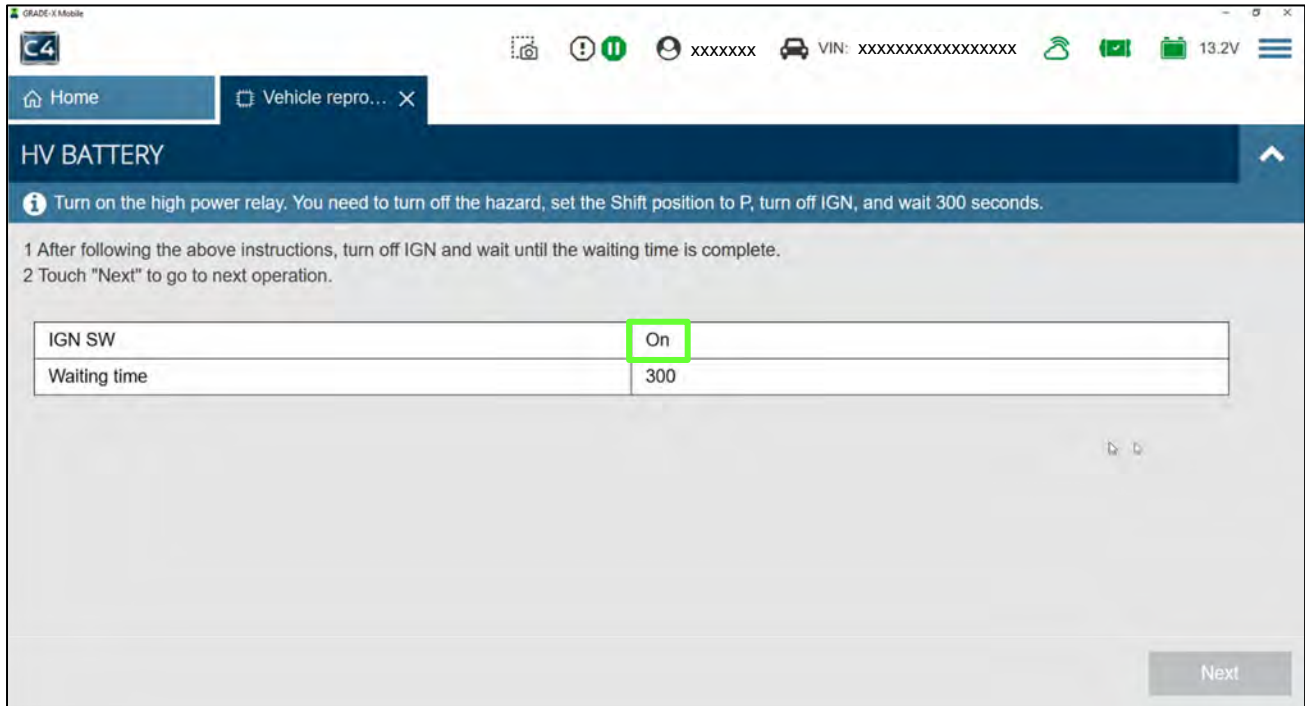 GRADE-X Mobile
C4
xxxxxxx
VIN: xxxxxxxxxxxxxxxxx
13.2V
Home
Vehicle repro...
HV BATTERY
Turn on the high power relay. You need to turn off the hazard, set the Shift position to P, turn off IGN, and wait 300 seconds.
1 After following the above instructions, turn off IGN and wait until the waiting time is complete.
2 Touch "Next" to go to next operation.
IGN SW On
Waiting time 300
Next